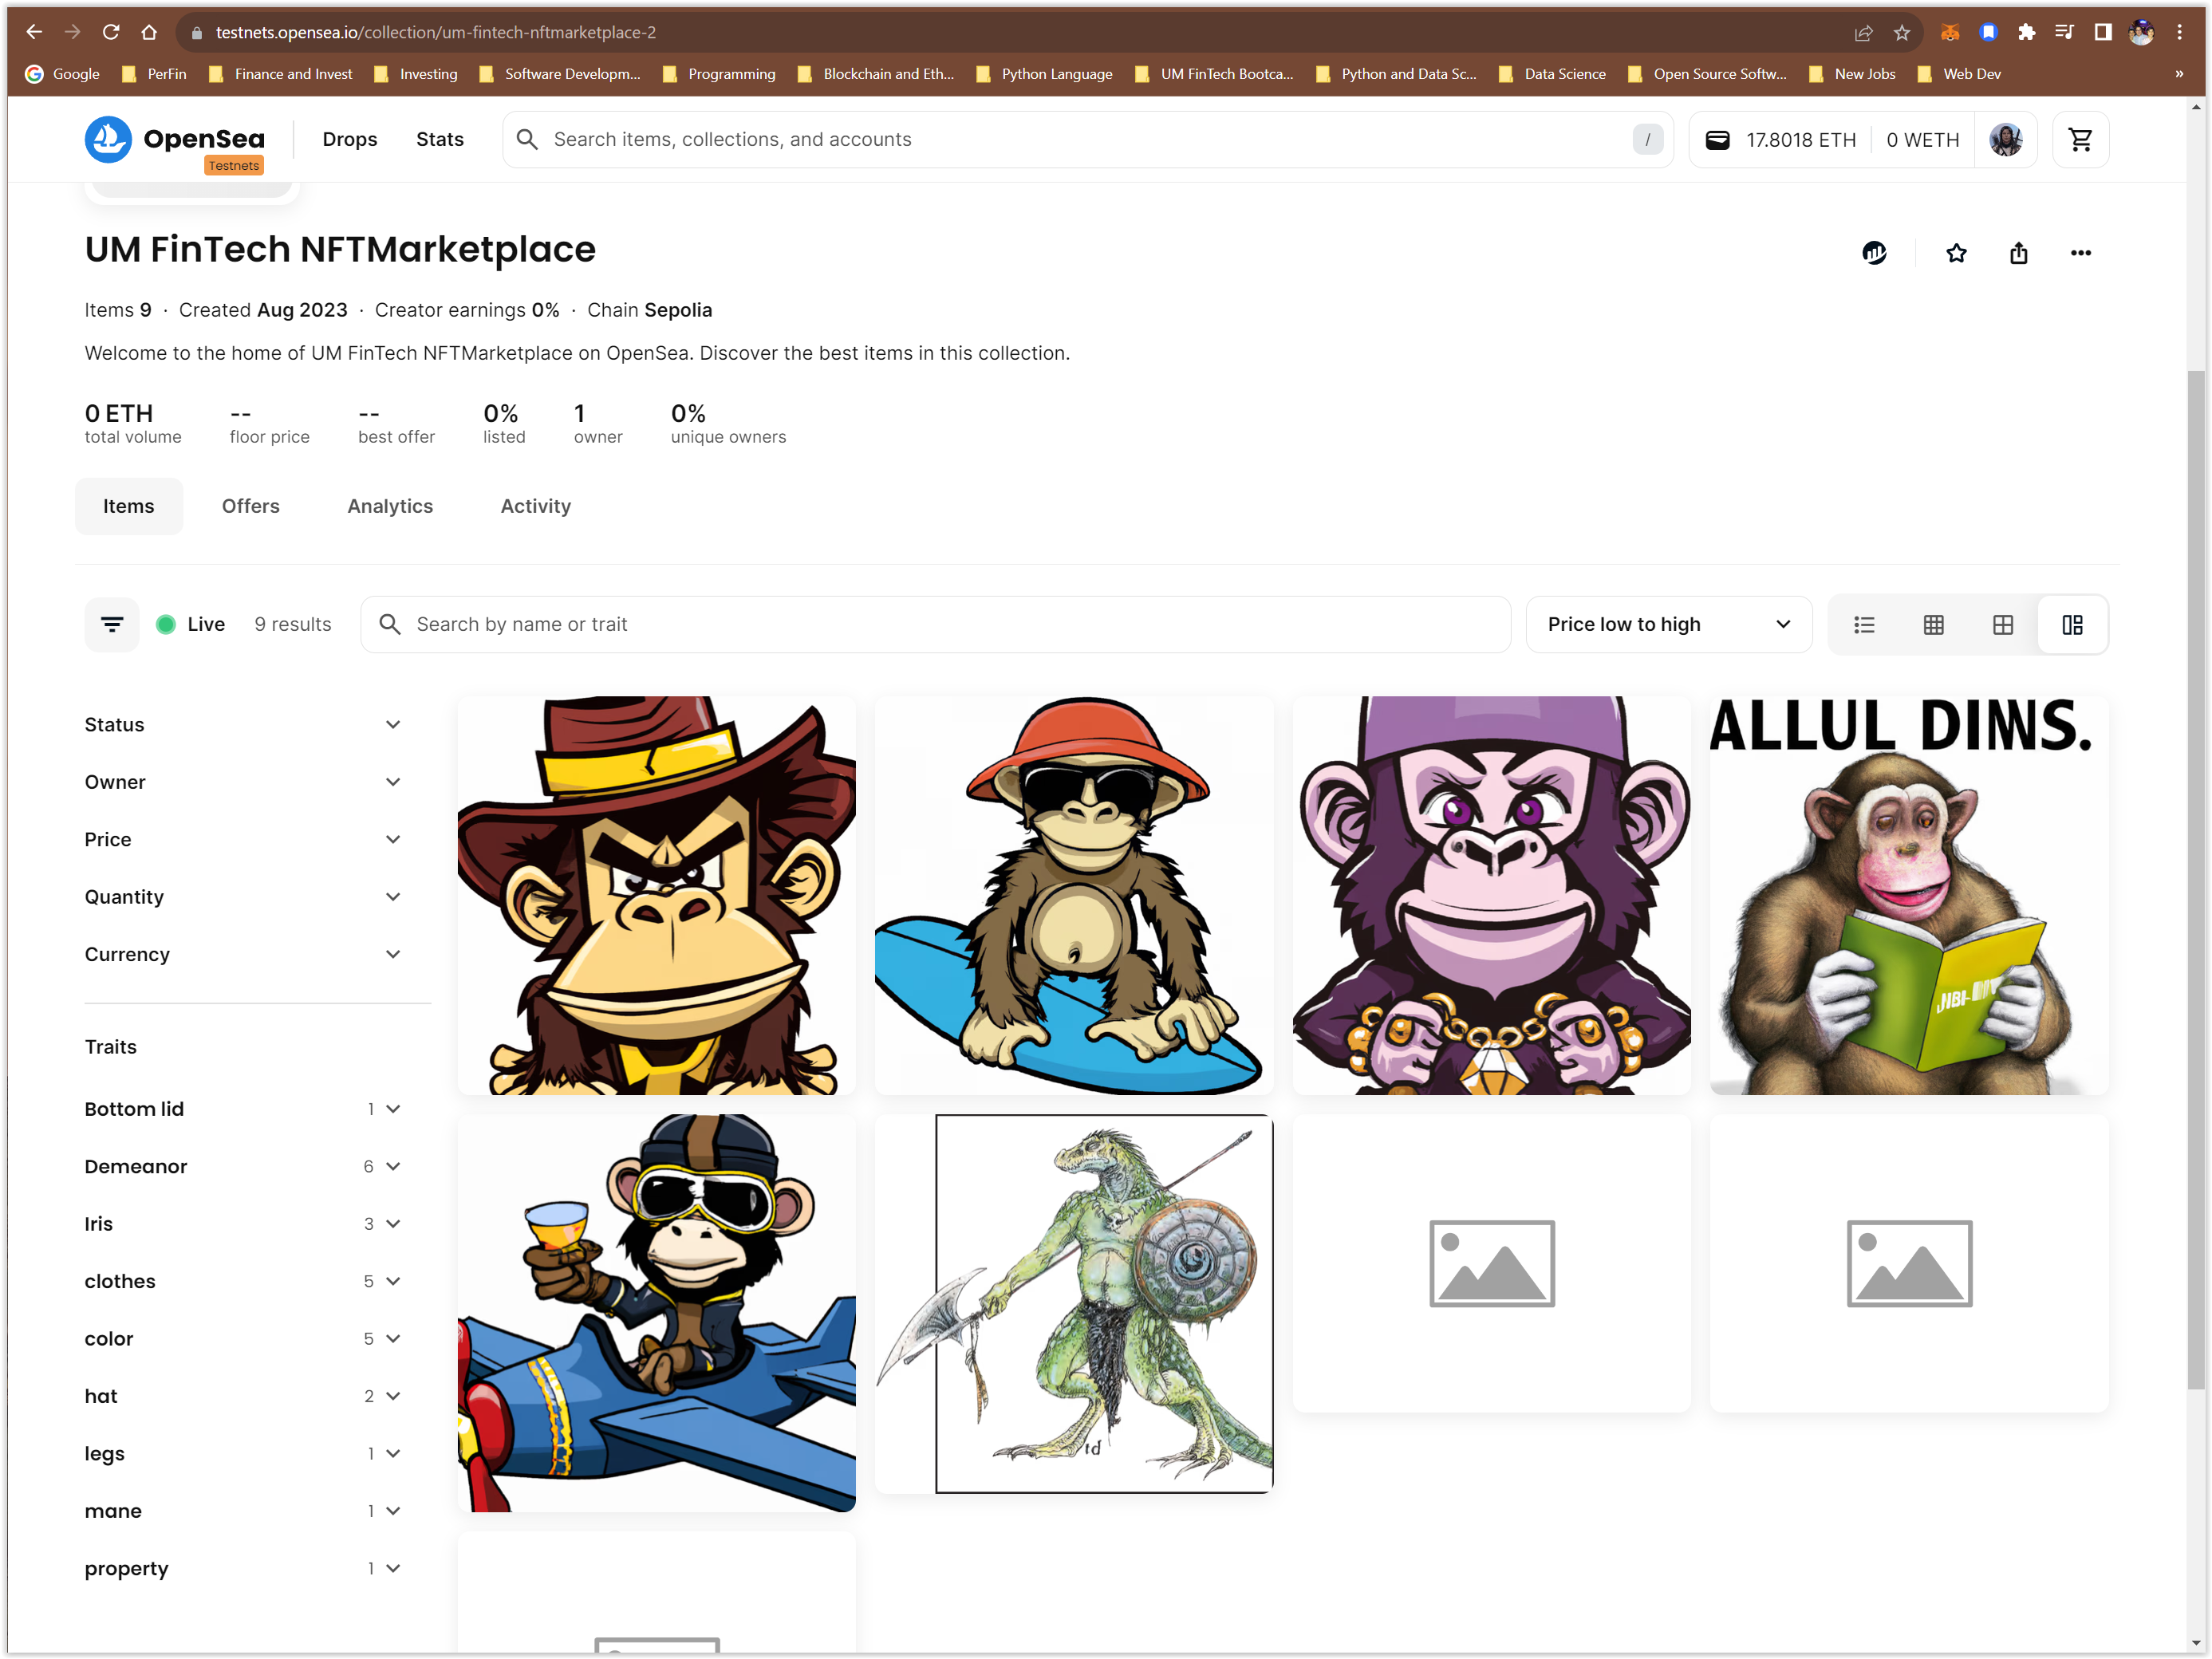 testnets.opensea.io/collection/um-fintech-nftmarketplace-2
Google PerFin Finance and Invest Investing Software Developm... Programming Blockchain and Eth... Python Language UM FinTech Bootca... Python and Data Sc... Data Science Open Source Softw... New Jobs Web Dev »
OpenSea Drops Stats Search items, collections, and accounts / 17.8018 ETH 0 WETH
Testnets
UM FinTech NFTMarketplace
Items 9 · Created Aug 2023 · Creator earnings 0% · Chain Sepolia
Welcome to the home of UM FinTech NFTMarketplace on OpenSea. Discover the best items in this collection.
0 ETH -- -- 0% 1 0%
total volume floor price best offer listed owner unique owners
Items Offers Analytics Activity
Live 9 results Search by name or trait Price low to high
Status
Owner
Price
Quantity
Currency
Traits
Bottom lid 1
Demeanor 6
Iris 3
clothes 5
color 5
hat 2
legs 1
mane 1
property 1
ALLUL DIMS.
td